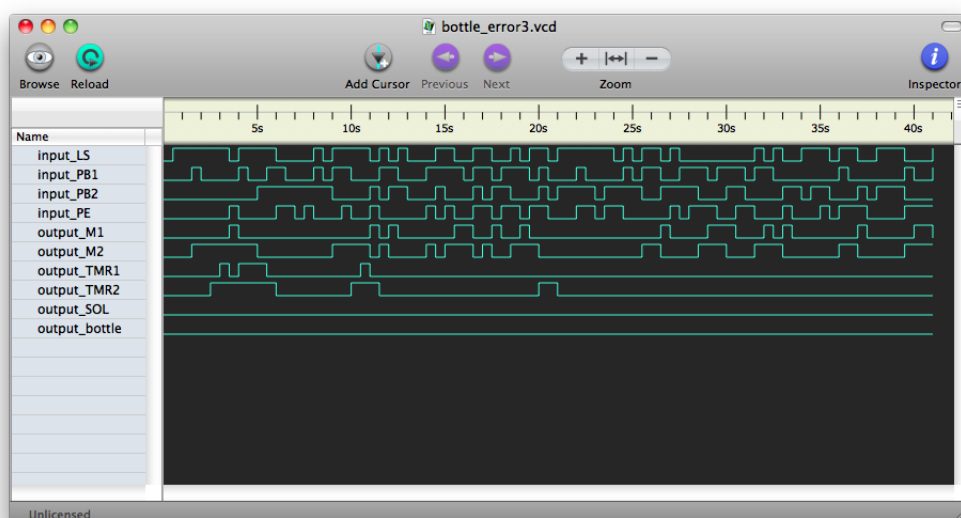 bottle_error3.vcd
Browse Reload Add Cursor Previous Next Zoom Inspector
5s 10s 15s 20s 25s 30s 35s 40s
Name
input_LS
input_PB1
input_PB2
input_PE
output_M1
output_M2
output_TMR1
output_TMR2
output_SOL
output_bottle
Unlicensed